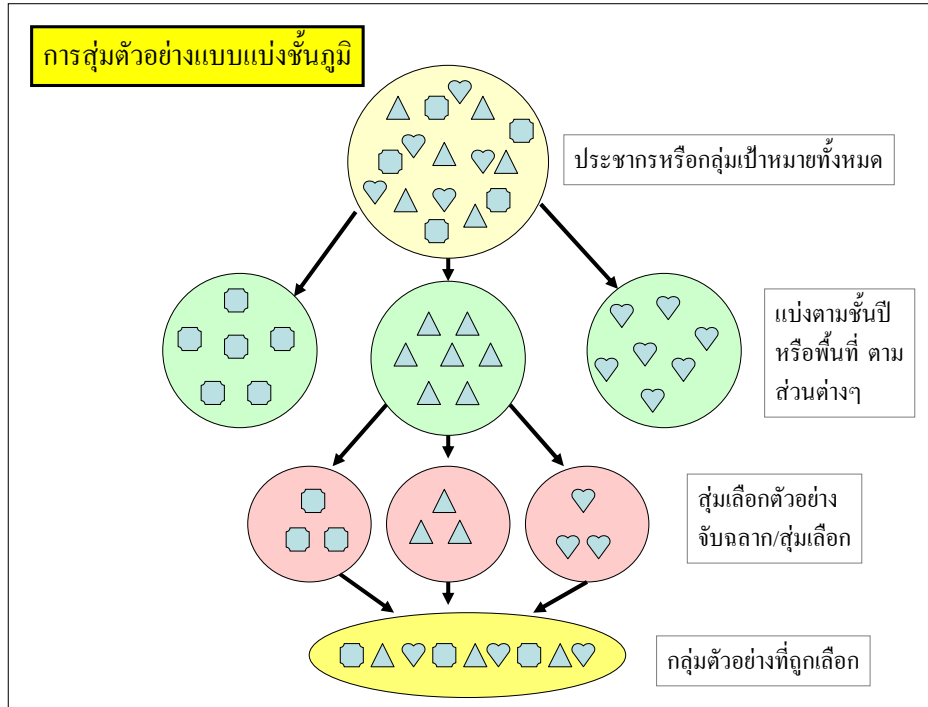 การสุ่มตัวอย่างแบบแบ่งชั้นภูมิ
ประชากรหรือกลุ่มเป้าหมายทั้งหมด
แบ่งตามชั้นปี
หรือพื้นที่ ตาม
ส่วนต่างๆ
สุ่มเลือกตัวอย่าง
จับฉลาก/สุ่มเลือก
กลุ่มตัวอย่างที่ถูกเลือก